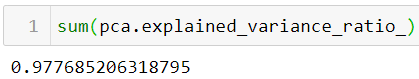 1 sum(pca.explained_variance_ratio_)
0.977685206318795